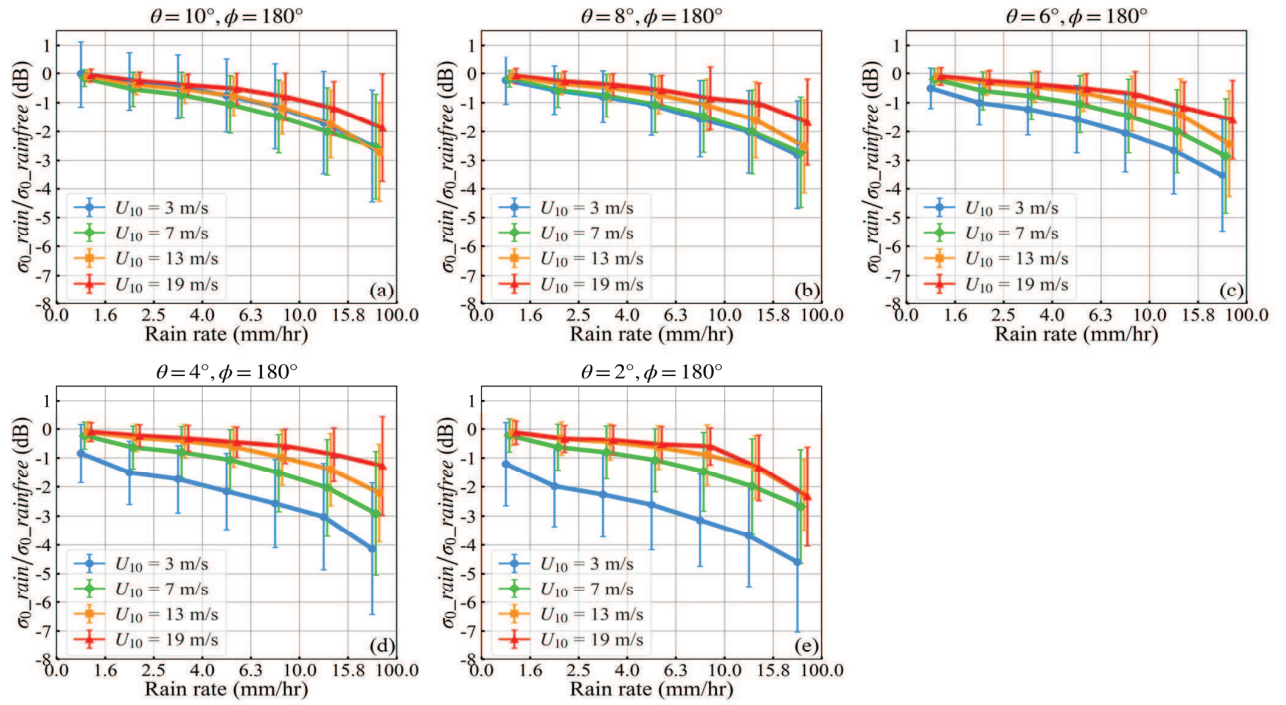 θ = 10°, ϕ = 180°
1
0
-1
-2
-3
-4
-5
-6
-7
-8
σ0_rain/σ0_rainfree (dB)
U10 = 3 m/s
U10 = 7 m/s
U10 = 13 m/s
U10 = 19 m/s
(a)
0.0 1.6 2.5 4.0 6.3 10.0 15.8 100.0
Rain rate (mm/hr)
θ = 8°, ϕ = 180°
1
0
-1
-2
-3
-4
-5
-6
-7
-8
σ0_rain/σ0_rainfree (dB)
U10 = 3 m/s
U10 = 7 m/s
U10 = 13 m/s
U10 = 19 m/s
(b)
0.0 1.6 2.5 4.0 6.3 10.0 15.8 100.0
Rain rate (mm/hr)
θ = 6°, ϕ = 180°
1
0
-1
-2
-3
-4
-5
-6
-7
-8
σ0_rain/σ0_rainfree (dB)
U10 = 3 m/s
U10 = 7 m/s
U10 = 13 m/s
U10 = 19 m/s
(c)
0.0 1.6 2.5 4.0 6.3 10.0 15.8 100.0
Rain rate (mm/hr)
θ = 4°, ϕ = 180°
1
0
-1
-2
-3
-4
-5
-6
-7
-8
σ0_rain/σ0_rainfree (dB)
U10 = 3 m/s
U10 = 7 m/s
U10 = 13 m/s
U10 = 19 m/s
(d)
0.0 1.6 2.5 4.0 6.3 10.0 15.8 100.0
Rain rate (mm/hr)
θ = 2°, ϕ = 180°
1
0
-1
-2
-3
-4
-5
-6
-7
-8
σ0_rain/σ0_rainfree (dB)
U10 = 3 m/s
U10 = 7 m/s
U10 = 13 m/s
U10 = 19 m/s
(e)
0.0 1.6 2.5 4.0 6.3 10.0 15.8 100.0
Rain rate (mm/hr)